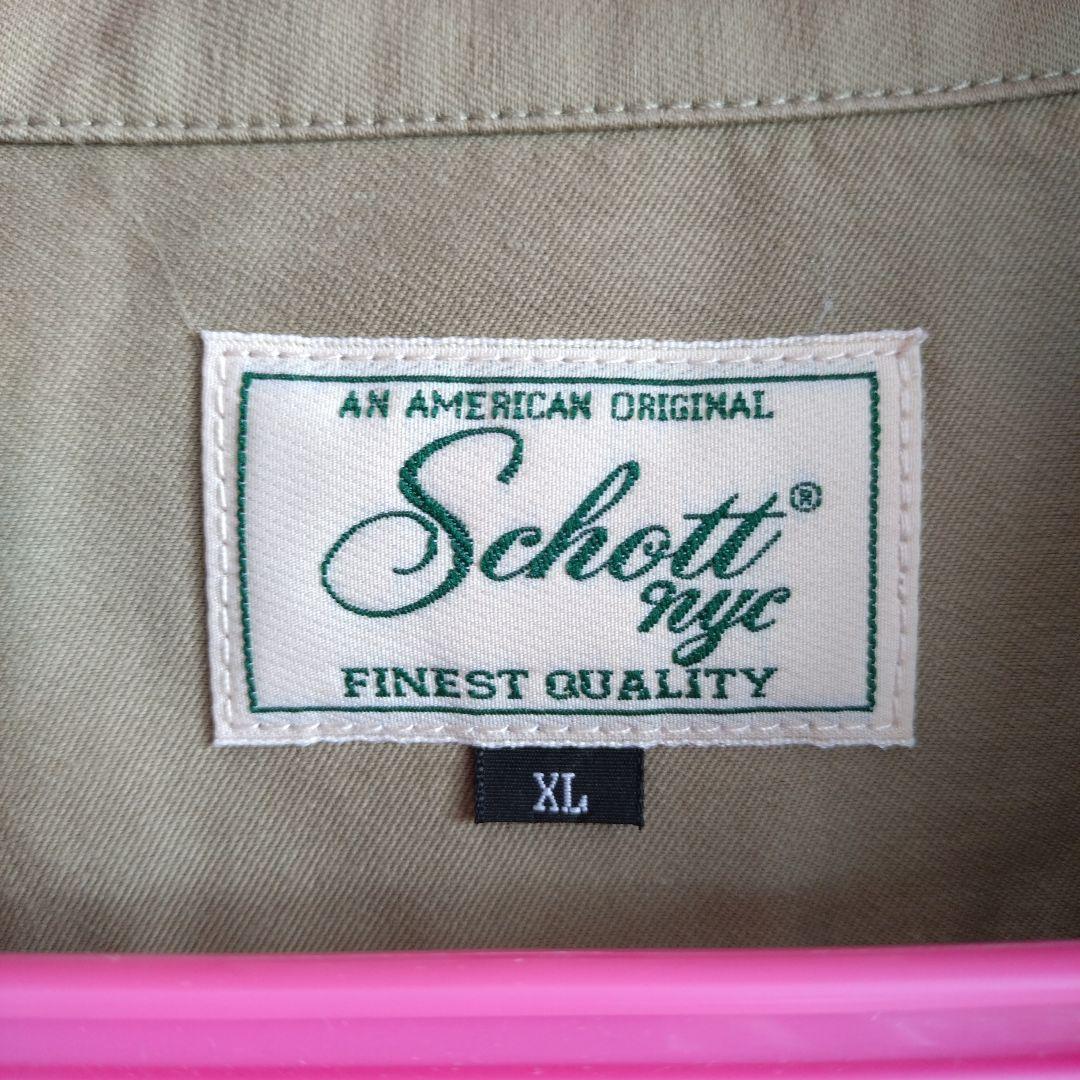 AN AMERICAN ORIGINAL
Schott®
nyc
FINEST QUALITY
XL